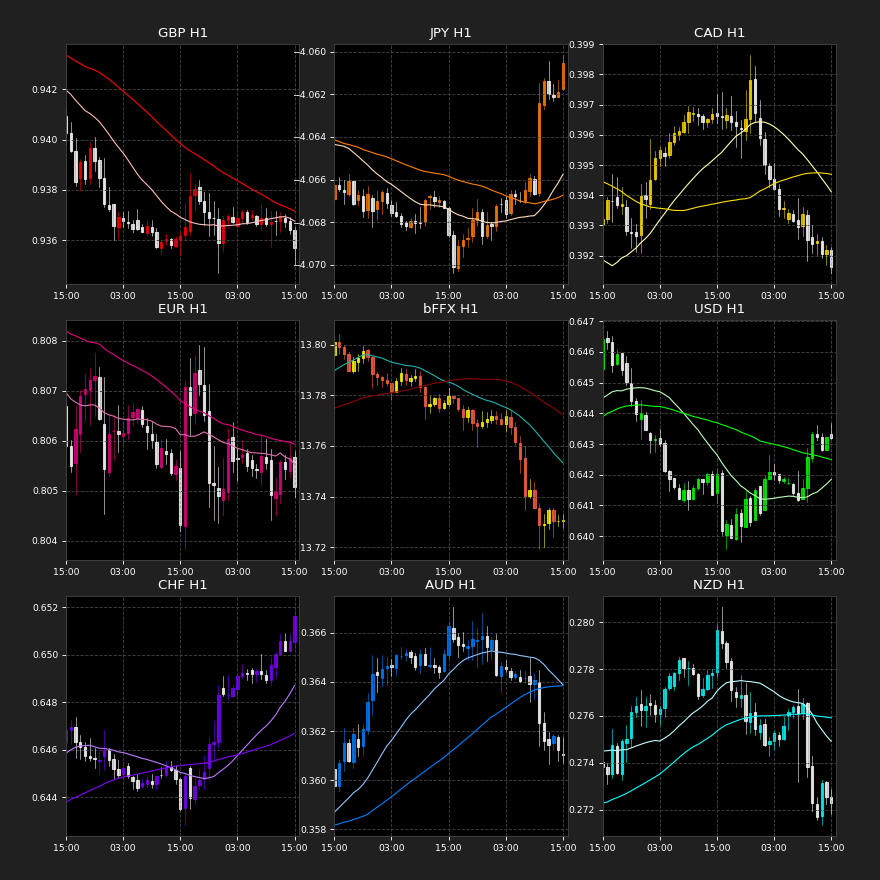 GBP H1
JPY H1
CAD H1
0.942
0.940
0.938
0.936
−4.060
−4.062
−4.064
−4.066
−4.068
−4.070
0.399
0.398
0.397
0.396
0.395
0.394
0.393
0.392
15:00 03:00 15:00 03:00 15:00
15:00 03:00 15:00 03:00 15:00
15:00 03:00 15:00 03:00 15:00
EUR H1
bFFX H1
USD H1
0.808
0.807
0.806
0.805
0.804
13.80
13.78
13.76
13.74
13.72
0.647
0.646
0.645
0.644
0.643
0.642
0.641
0.640
15:00 03:00 15:00 03:00 15:00
15:00 03:00 15:00 03:00 15:00
15:00 03:00 15:00 03:00 15:00
CHF H1
AUD H1
NZD H1
0.652
0.650
0.648
0.646
0.644
0.366
0.364
0.362
0.360
0.358
0.280
0.278
0.276
0.274
0.272
15:00 03:00 15:00 03:00 15:00
15:00 03:00 15:00 03:00 15:00
15:00 03:00 15:00 03:00 15:00